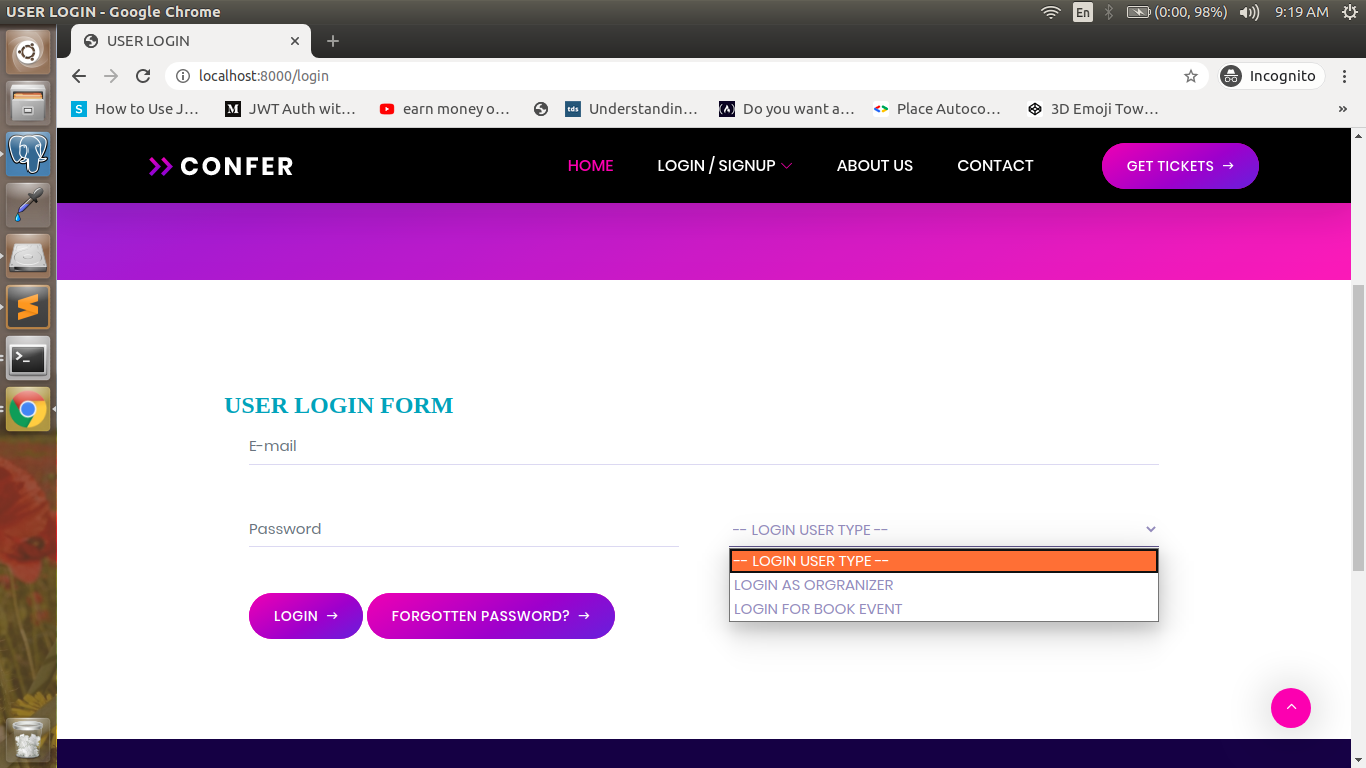 USER LOGIN - Google Chrome
En
(0:00, 98%)
9:19 AM
USER LOGIN
localhost:8000/login
Incognito
S How to Use J...
M JWT Auth wit...
earn money o...
tds Understandin...
A Do you want a...
Place Autoco...
3D Emoji Tow...
»
CONFER
HOME
LOGIN / SIGNUP
ABOUT US
CONTACT
GET TICKETS →
USER LOGIN FORM
E-mail
Password
-- LOGIN USER TYPE --
-- LOGIN USER TYPE --
LOGIN AS ORGRANIZER
LOGIN FOR BOOK EVENT
LOGIN →
FORGOTTEN PASSWORD? →